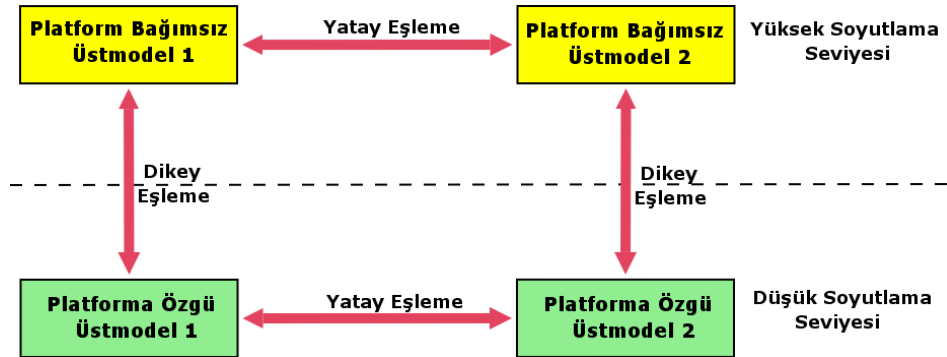 Platform Bağımsız
Üstmodel 1
Yatay Eşleme
Platform Bağımsız
Üstmodel 2
Yüksek Soyutlama
Seviyesi
Dikey
Eşleme
Dikey
Eşleme
Platforma Özgü
Üstmodel 1
Yatay Eşleme
Platforma Özgü
Üstmodel 2
Düşük Soyutlama
Seviyesi